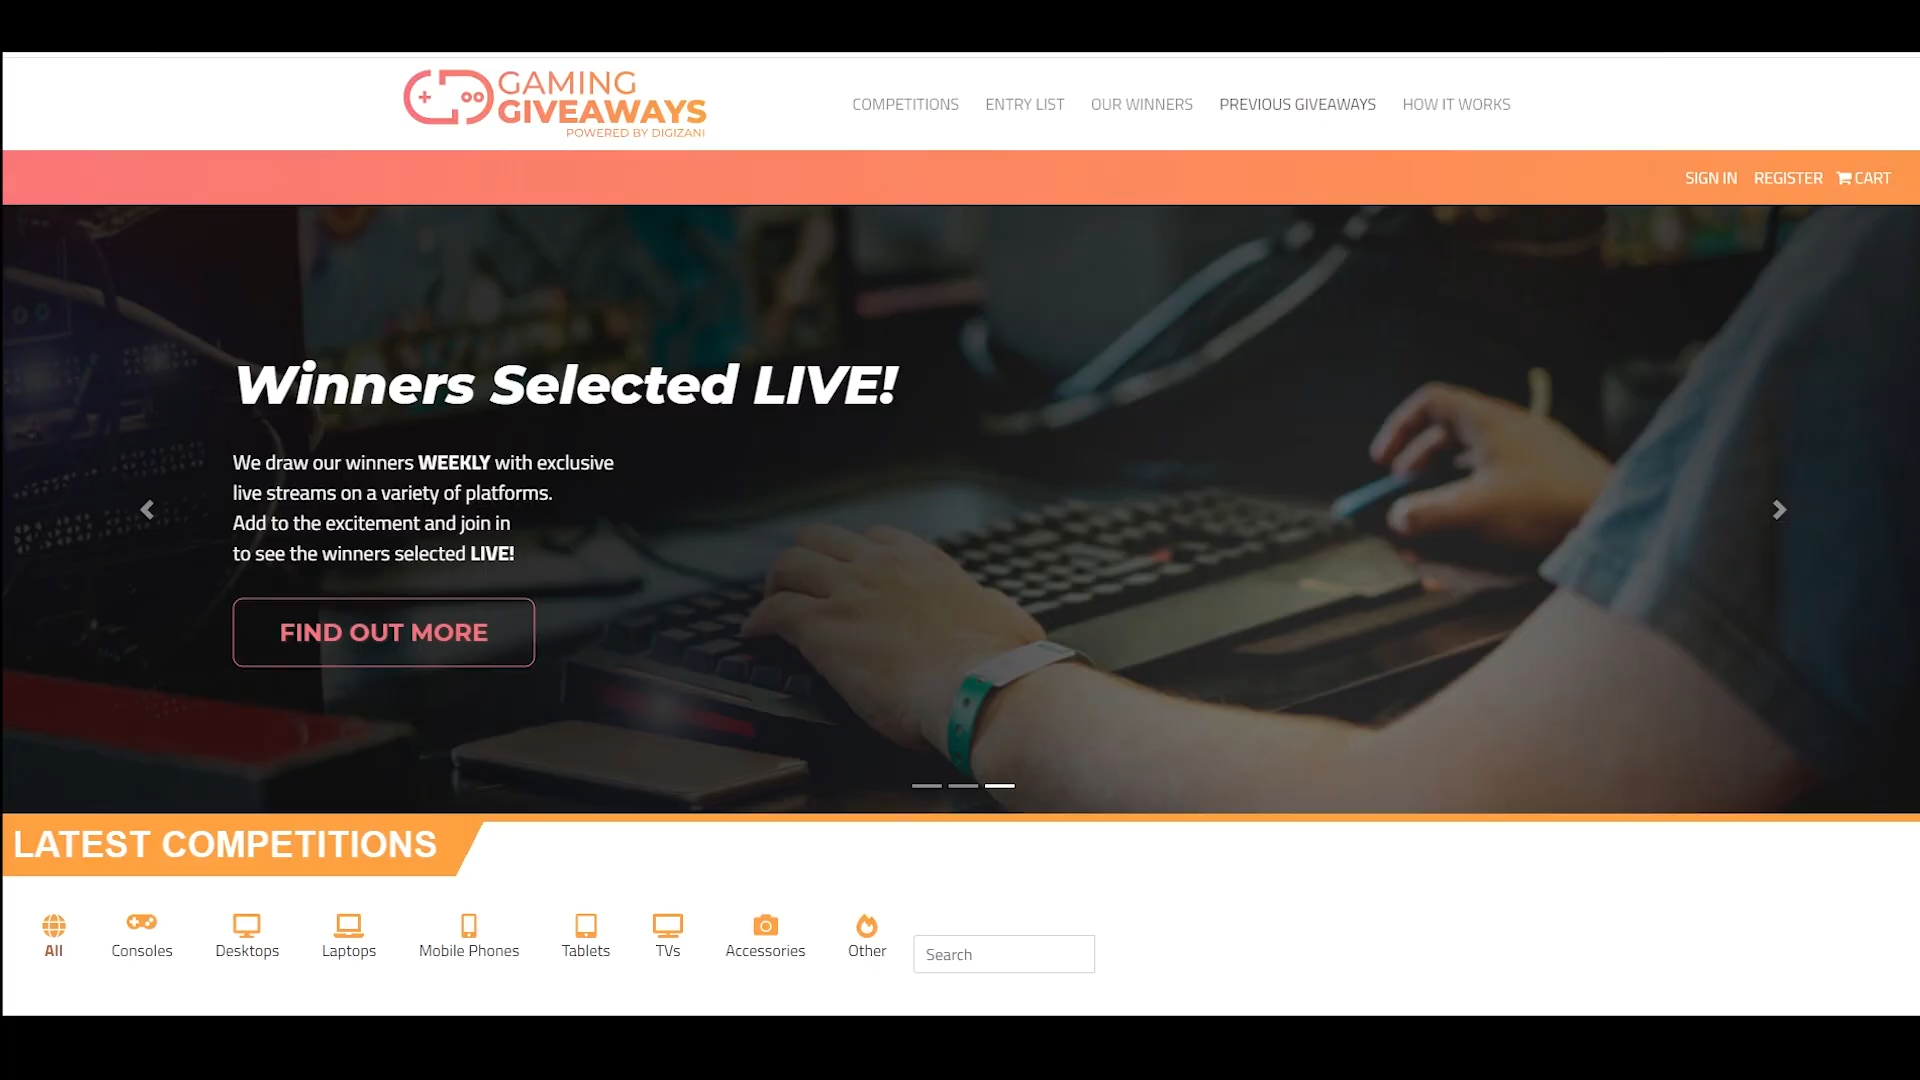 GAMING
GIVEAWAYS
POWERED BY DIGIZANI
COMPETITIONS ENTRY LIST OUR WINNERS PREVIOUS GIVEAWAYS HOW IT WORKS
SIGN IN REGISTER CART
Winners Selected LIVE!
We draw our winners WEEKLY with exclusive
live streams on a variety of platforms.
Add to the excitement and join in
to see the winners selected LIVE!
FIND OUT MORE
LATEST COMPETITIONS
All Consoles Desktops Laptops Mobile Phones Tablets TVs Accessories Other Search